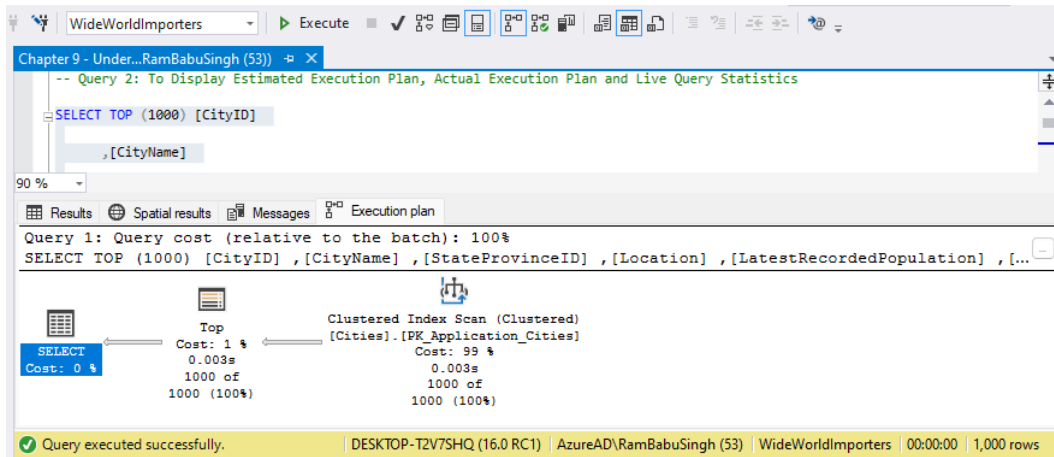 WideWorldImporters
Execute
Chapter 9 - Under...RamBabuSingh (53))
-- Query 2: To Display Estimated Execution Plan, Actual Execution Plan and Live Query Statistics
SELECT TOP (1000) [CityID]
,[CityName]
90 %
Results Spatial results Messages Execution plan
Query 1: Query cost (relative to the batch): 100%
SELECT TOP (1000) [CityID] ,[CityName] ,[StateProvinceID] ,[Location] ,[LatestRecordedPopulation] ,[...
SELECT
Cost: 0 %
Top
Cost: 1 %
0.003s
1000 of
1000 (100%)
Clustered Index Scan (Clustered)
[Cities].[PK_Application_Cities]
Cost: 99 %
0.003s
1000 of
1000 (100%)
Query executed successfully. DESKTOP-T2V7SHQ (16.0 RC1) AzureAD\RamBabuSingh (53) WideWorldImporters 00:00:00 1,000 rows